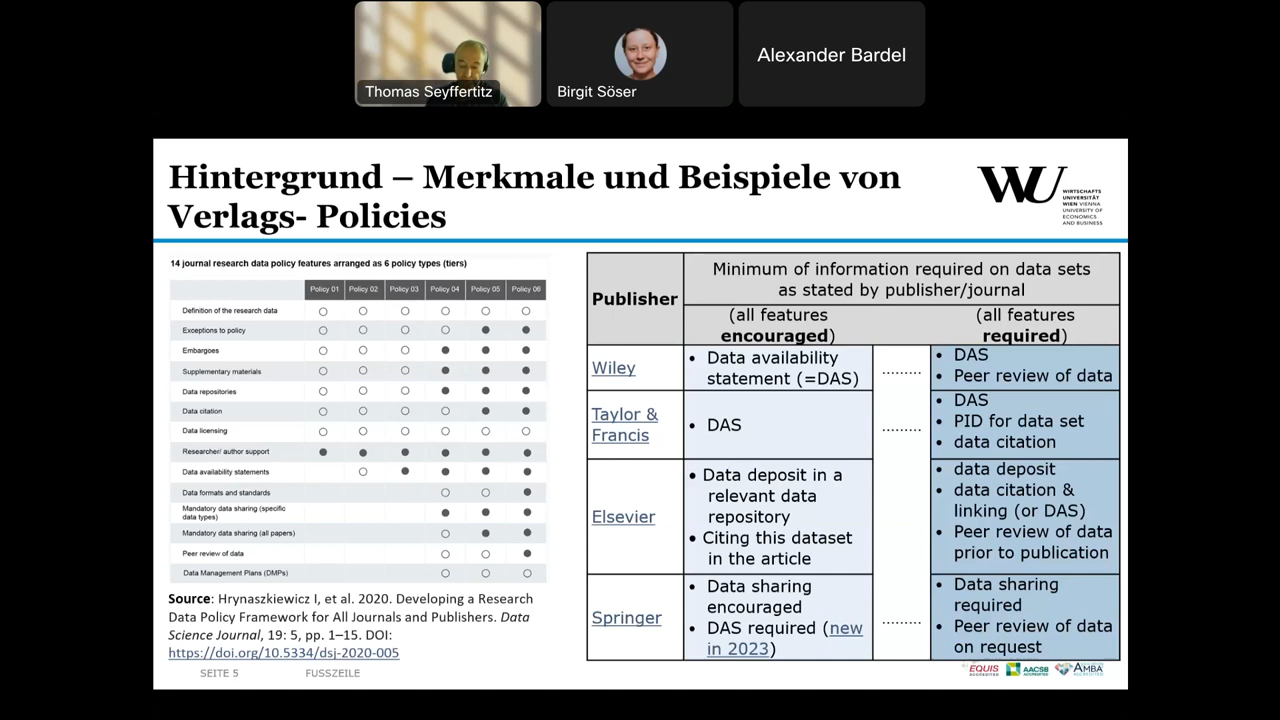 Thomas Seyffertitz
Birgit Söser
Alexander Bardel
Hintergrund – Merkmale und Beispiele von
Verlags- Policies
WU
WIRTSCHAFTS
UNIVERSITÄT
WIEN VIENNA
UNIVERSITY OF
ECONOMICS
AND BUSINESS
14 journal research data policy features arranged as 6 policy types (tiers)
Policy 01 Policy 02 Policy 03 Policy 04 Policy 05 Policy 06
Definition of the research data
Exceptions to policy
Embargoes
Supplementary materials
Data repositories
Data citation
Data licensing
Researcher/ author support
Data availability statements
Data formats and standards
Mandatory data sharing (specific
data types)
Mandatory data sharing (all papers)
Peer review of data
Data Management Plans (DMPs)
Source: Hrynaszkiewicz I, et al. 2020. Developing a Research
Data Policy Framework for All Journals and Publishers. Data
Science Journal, 19: 5, pp. 1–15. DOI:
https://doi.org/10.5334/dsj-2020-005
Publisher
Minimum of information required on data sets
as stated by publisher/journal
(all features
encouraged)
(all features
required)
Wiley
• Data availability
statement (=DAS)
.........
• DAS
• Peer review of data
Taylor &
Francis
• DAS
.........
• DAS
• PID for data set
• data citation
Elsevier
• Data deposit in a
relevant data
repository
• Citing this dataset
in the article
• data deposit
• data citation &
linking (or DAS)
• Peer review of data
prior to publication
Springer
• Data sharing
encouraged
• DAS required (new
in 2023)
.........
• Data sharing
required
• Peer review of data
on request
SEITE 5 FUSSZEILE
EQUIS
ACCREDITED
AACSB
ACCREDITED
AMBA
ACCREDITED